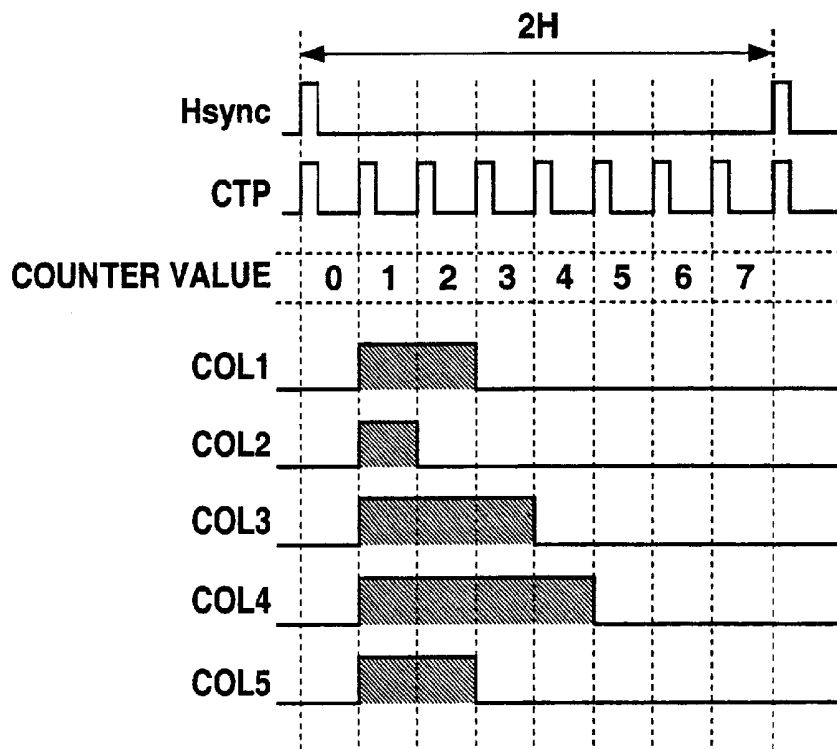 2H
Hsync
CTP
COUNTER VALUE 0 1 2 3 4 5 6 7
COL1
COL2
COL3
COL4
COL5